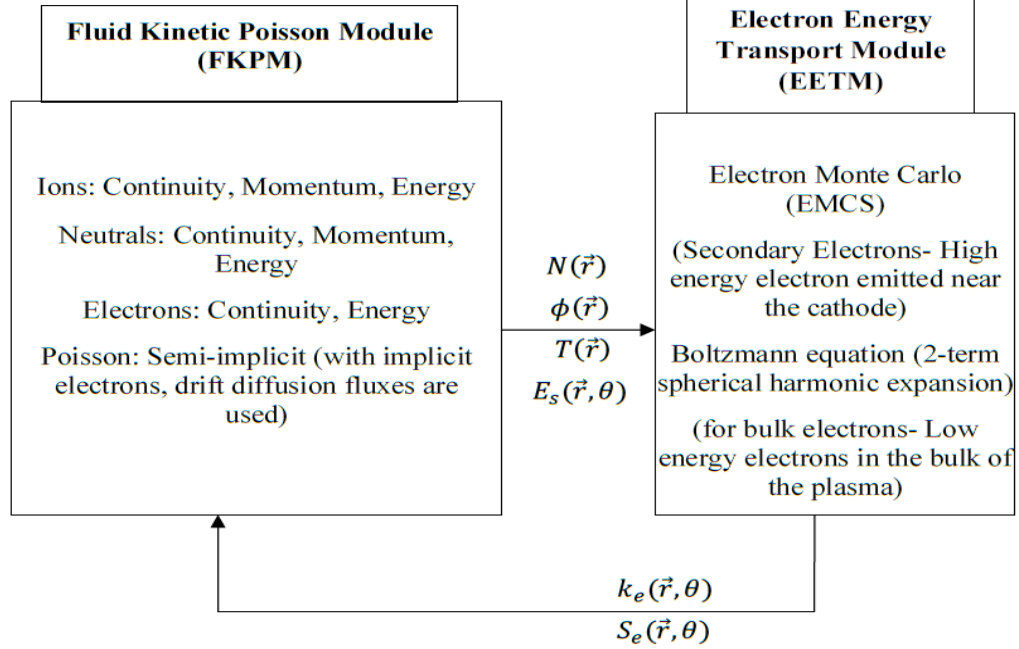 Fluid Kinetic Poisson Module
(FKPM)
Ions: Continuity, Momentum, Energy
Neutrals: Continuity, Momentum,
Energy
Electrons: Continuity, Energy
Poisson: Semi-implicit (with implicit
electrons, drift diffusion fluxes are
used)
N(r⃗)
ϕ(r⃗)
T(r⃗)
E_s(r⃗,θ)
Electron Energy
Transport Module
(EETM)
Electron Monte Carlo
(EMCS)
(Secondary Electrons- High
energy electron emitted near
the cathode)
Boltzmann equation (2-term
spherical harmonic expansion)
(for bulk electrons- Low
energy electrons in the bulk of
the plasma)
k_e(r⃗,θ)
S_e(r⃗,θ)